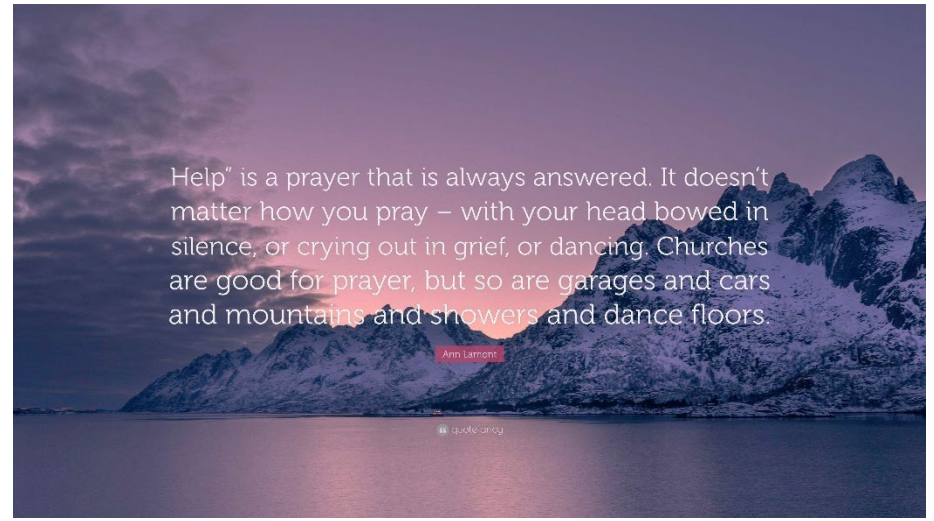 Help” is a prayer that is always answered. It doesn’t
matter how you pray – with your head bowed in
silence, or crying out in grief, or dancing. Churches
are good for prayer, but so are garages and cars
and mountains and showers and dance floors.
Ann Lamont
quotefancy